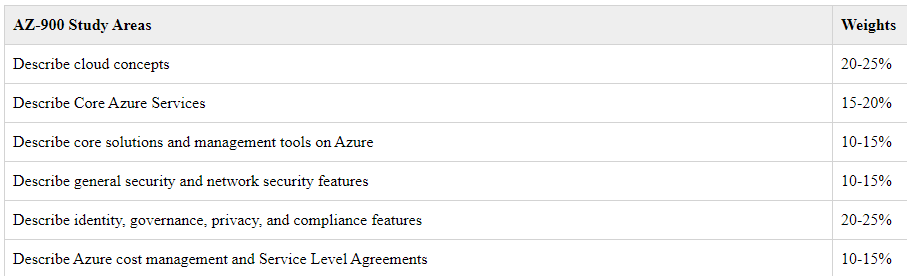 AZ-900 Study Areas Weights
Describe cloud concepts 20-25%
Describe Core Azure Services 15-20%
Describe core solutions and management tools on Azure 10-15%
Describe general security and network security features 10-15%
Describe identity, governance, privacy, and compliance features 20-25%
Describe Azure cost management and Service Level Agreements 10-15%